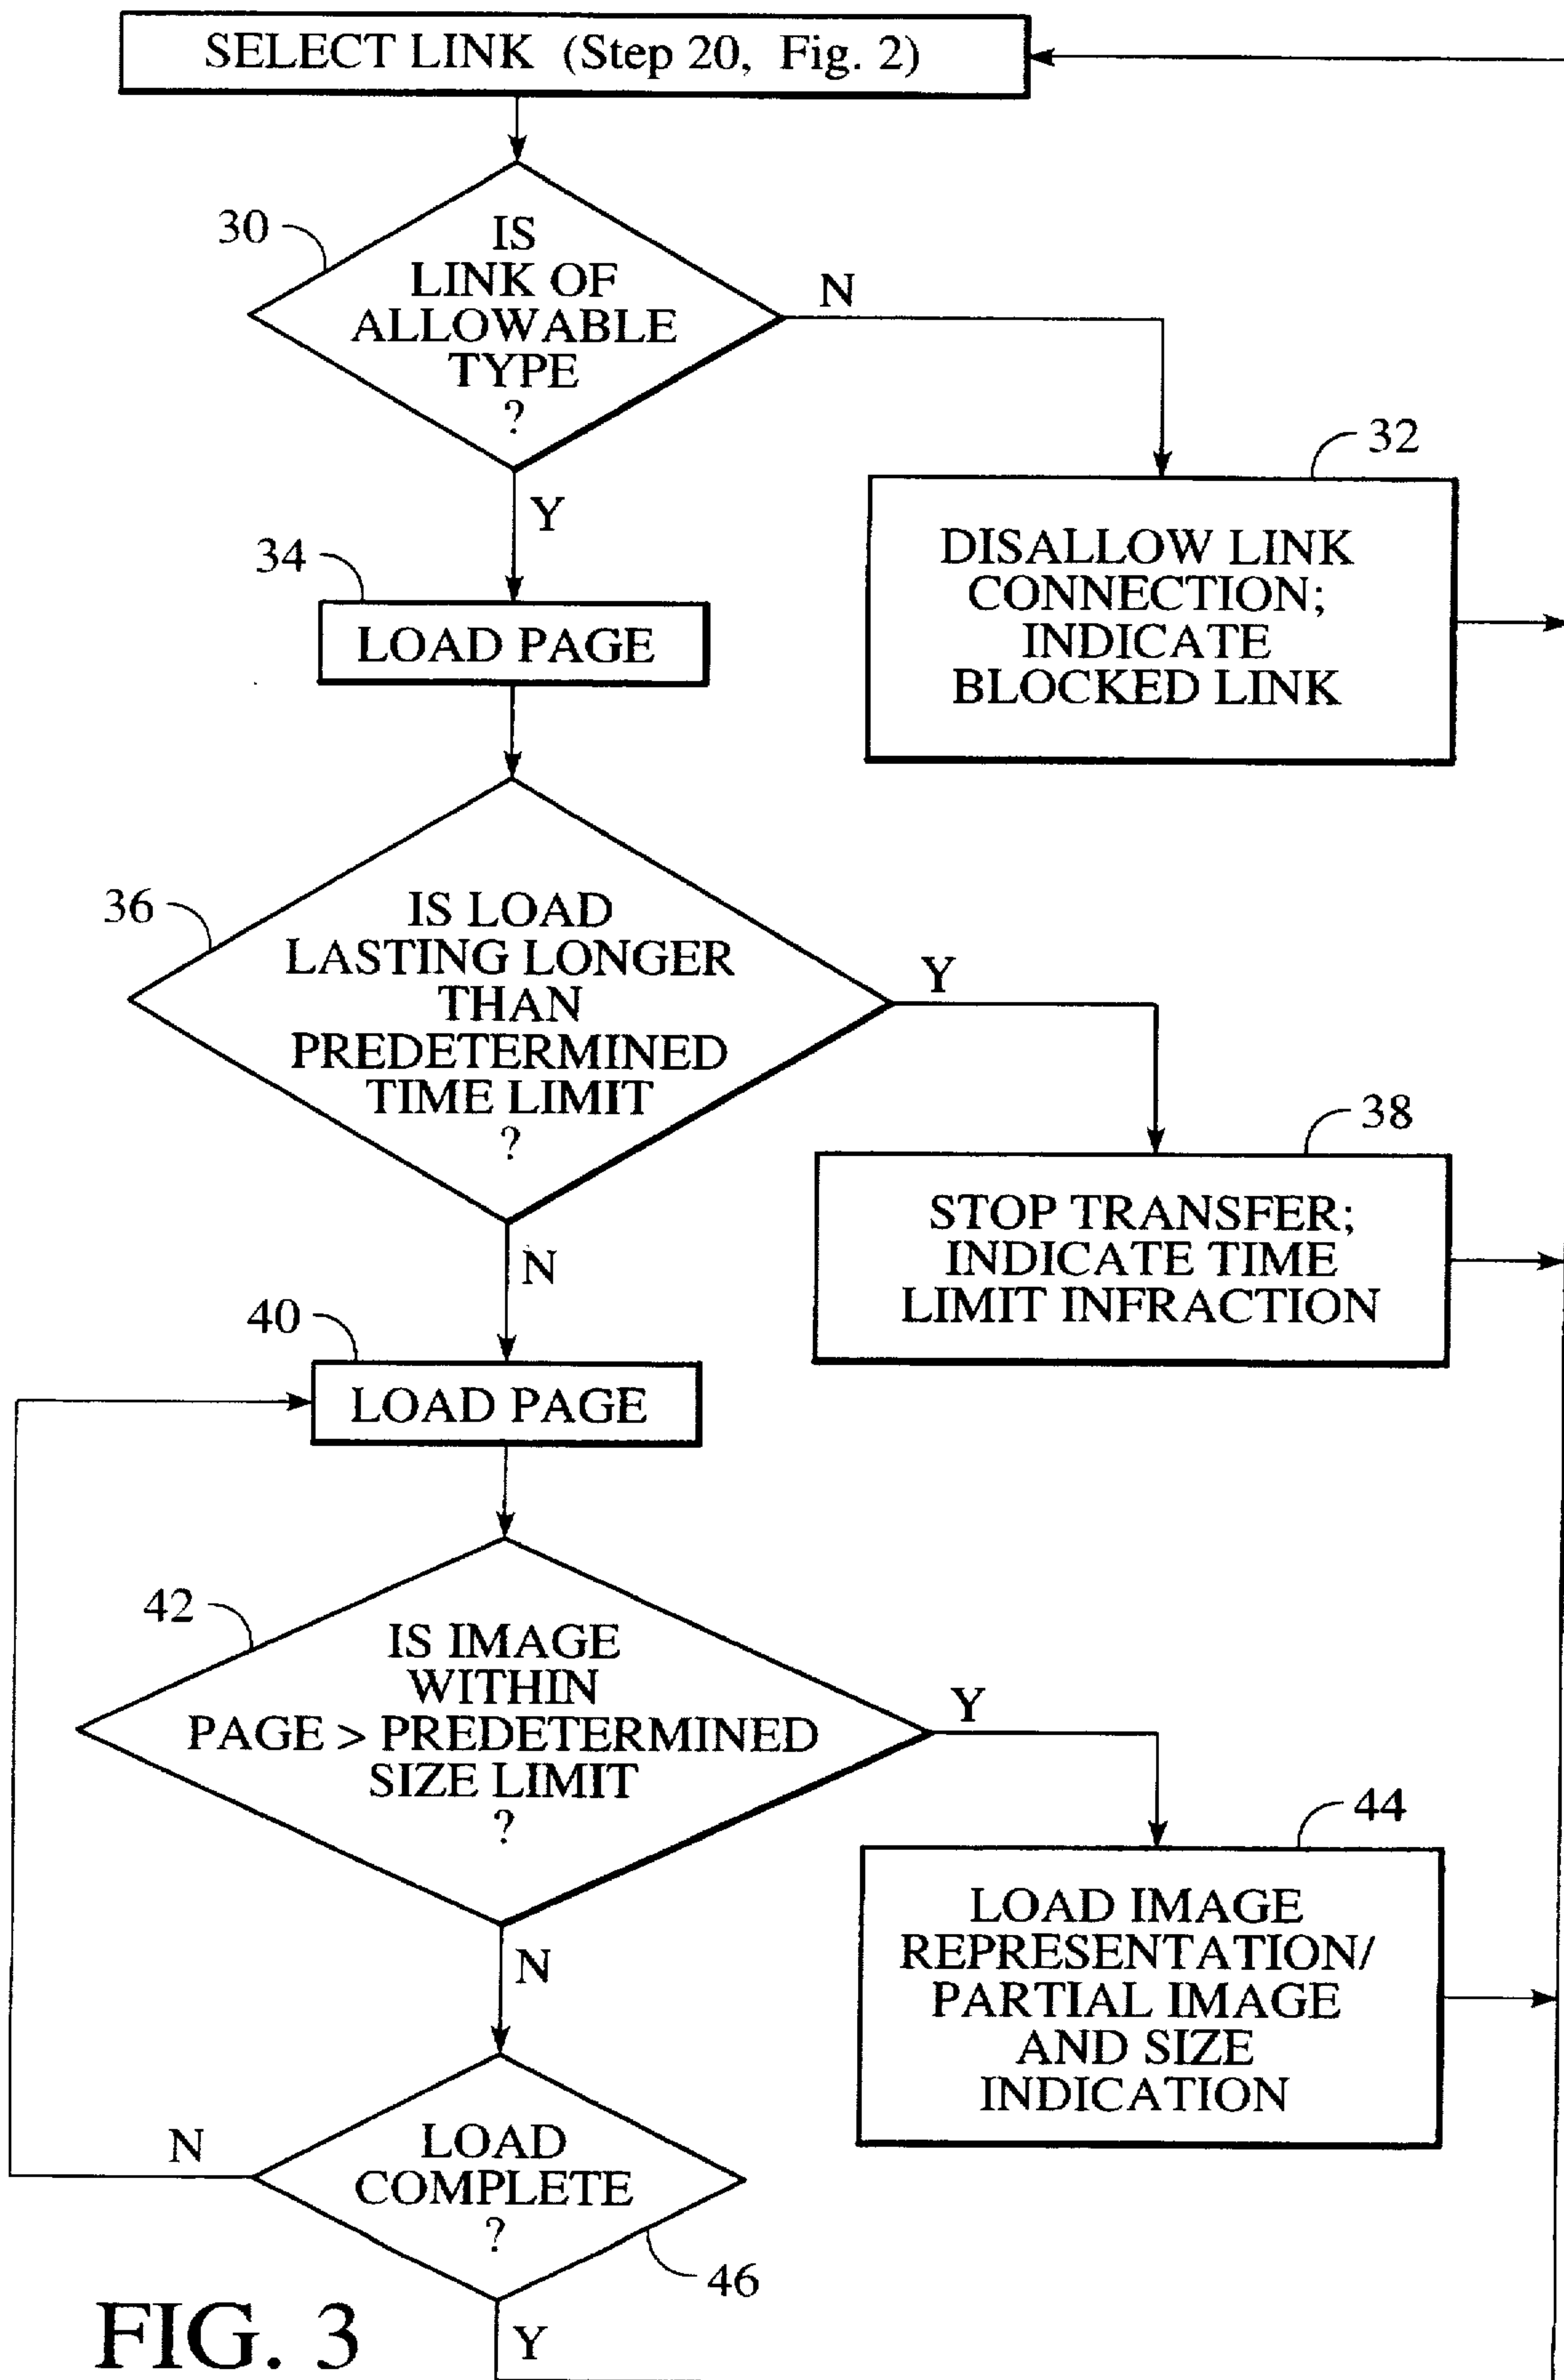 SELECT LINK (Step 20, Fig. 2)
30
IS
LINK OF
ALLOWABLE
TYPE
?
N
Y
32
DISALLOW LINK
CONNECTION;
INDICATE
BLOCKED LINK
34
LOAD PAGE
36
IS LOAD
LASTING LONGER
THAN
PREDETERMINED
TIME LIMIT
?
Y
N
38
STOP TRANSFER;
INDICATE TIME
LIMIT INFRACTION
40
LOAD PAGE
42
IS IMAGE
WITHIN
PAGE > PREDETERMINED
SIZE LIMIT
?
Y
N
44
LOAD IMAGE
REPRESENTATION/
PARTIAL IMAGE
AND SIZE
INDICATION
N
LOAD
COMPLETE
?
46
Y
FIG. 3